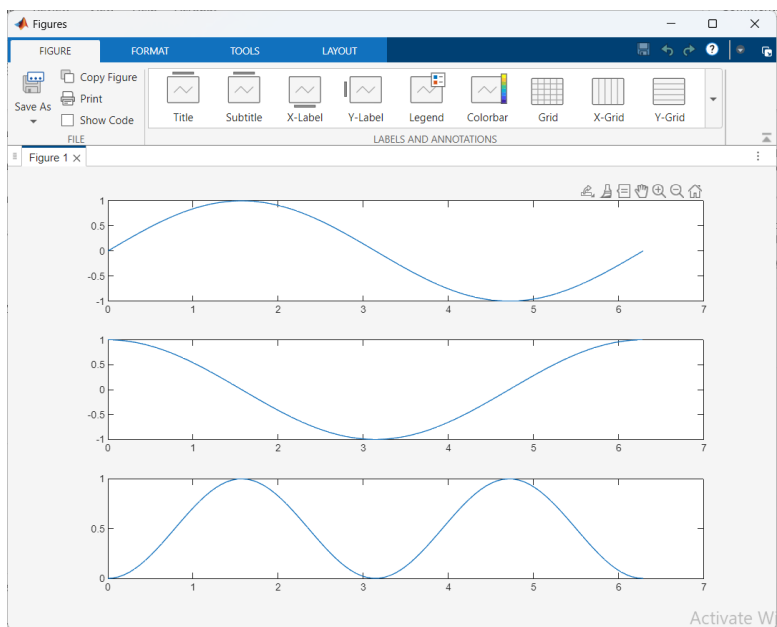 Figures
FIGURE FORMAT TOOLS LAYOUT
Save As
Copy Figure
Print
Show Code
FILE
Title Subtitle X-Label Y-Label Legend Colorbar Grid X-Grid Y-Grid
LABELS AND ANNOTATIONS
Figure 1
1
0.5
0
-0.5
-1
0 1 2 3 4 5 6 7
1
0.5
0
-0.5
-1
0 1 2 3 4 5 6 7
1
0.5
0
0 1 2 3 4 5 6 7
Activate W